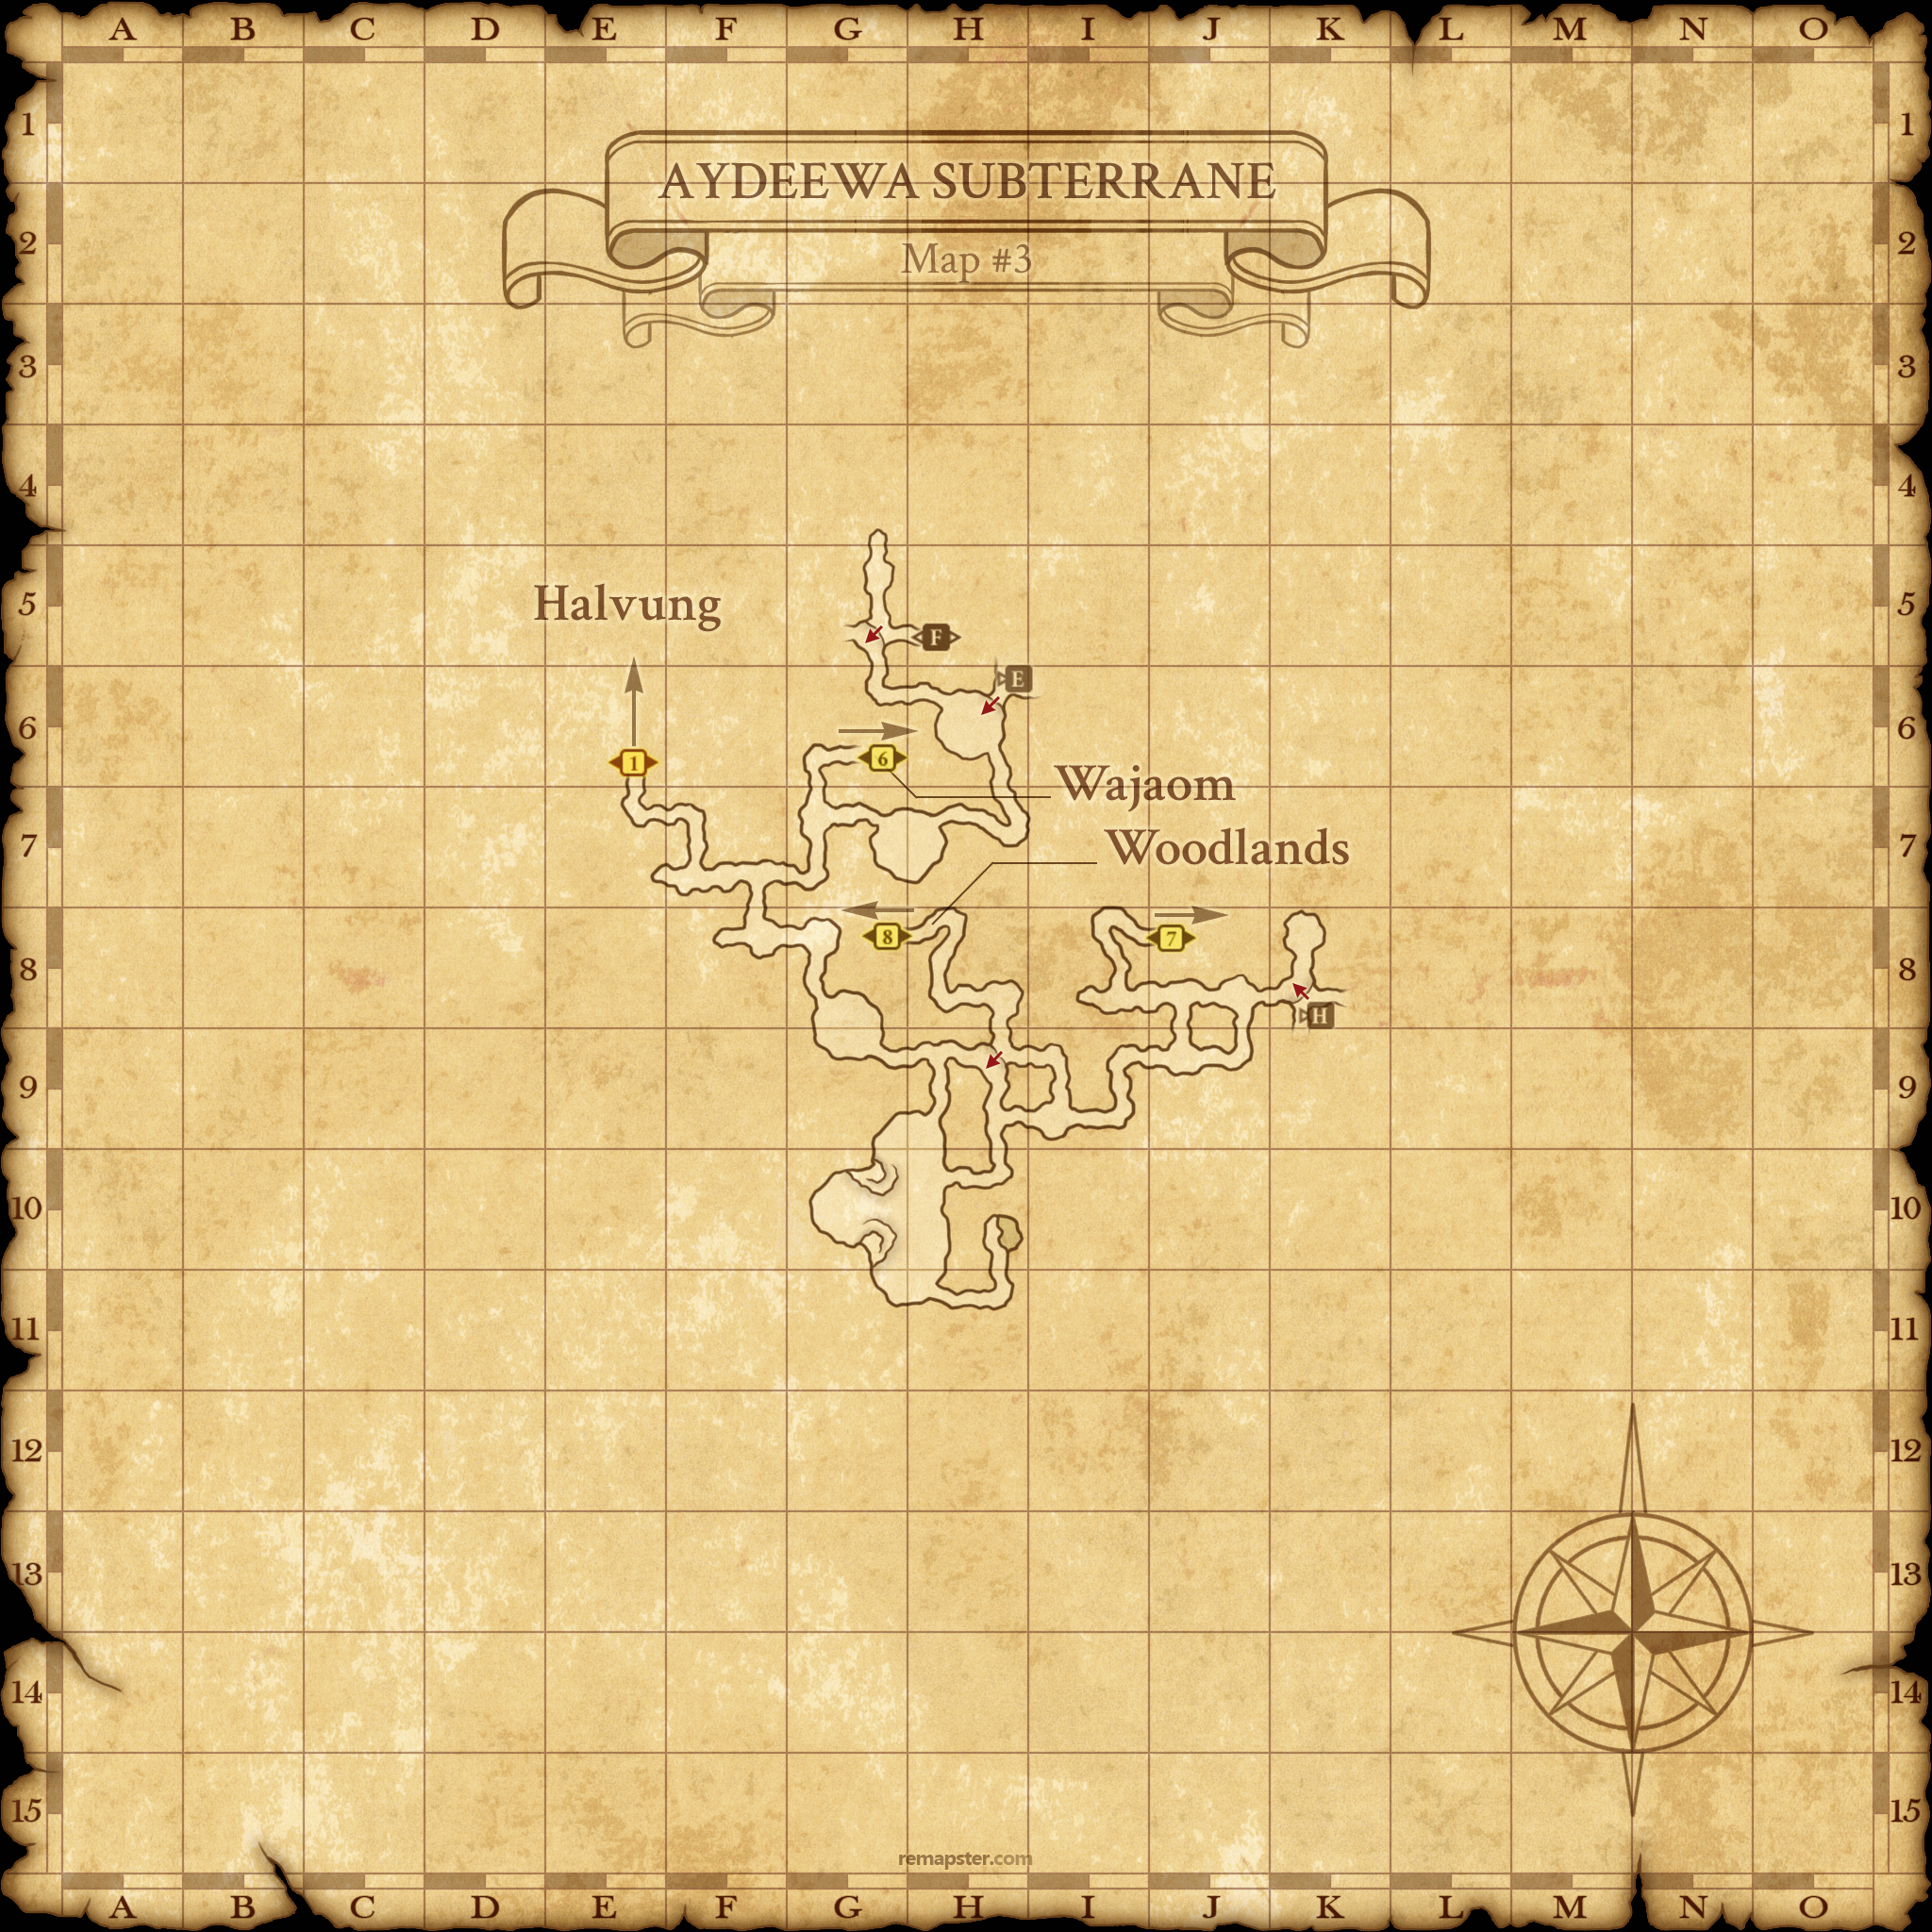 A B C D E F G H I J K L M N O
1 1
AYDEEWA SUBTERRANE
2 2
Map #3
3 3
4 4
5 5
Halvung
F
E
6 6
1
6
Wajaom
7 7
Woodlands
8
7
8 8
H
9 9
10 10
11 11
12 12
13 13
14 14
15 15
remapster.com
A B C D E F G H I J K L M N O